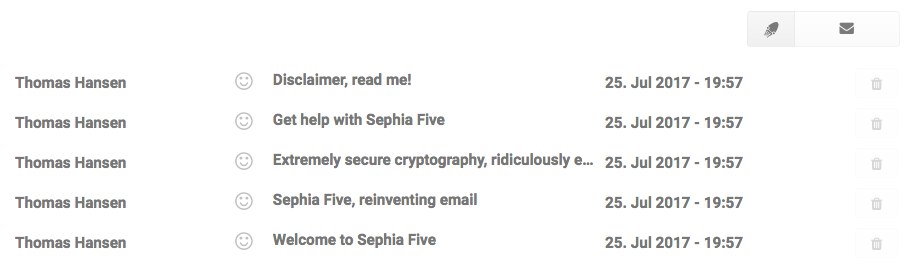 Thomas Hansen Disclaimer, read me! 25. Jul 2017 - 19:57
Thomas Hansen Get help with Sephia Five 25. Jul 2017 - 19:57
Thomas Hansen Extremely secure cryptography, ridiculously e... 25. Jul 2017 - 19:57
Thomas Hansen Sephia Five, reinventing email 25. Jul 2017 - 19:57
Thomas Hansen Welcome to Sephia Five 25. Jul 2017 - 19:57